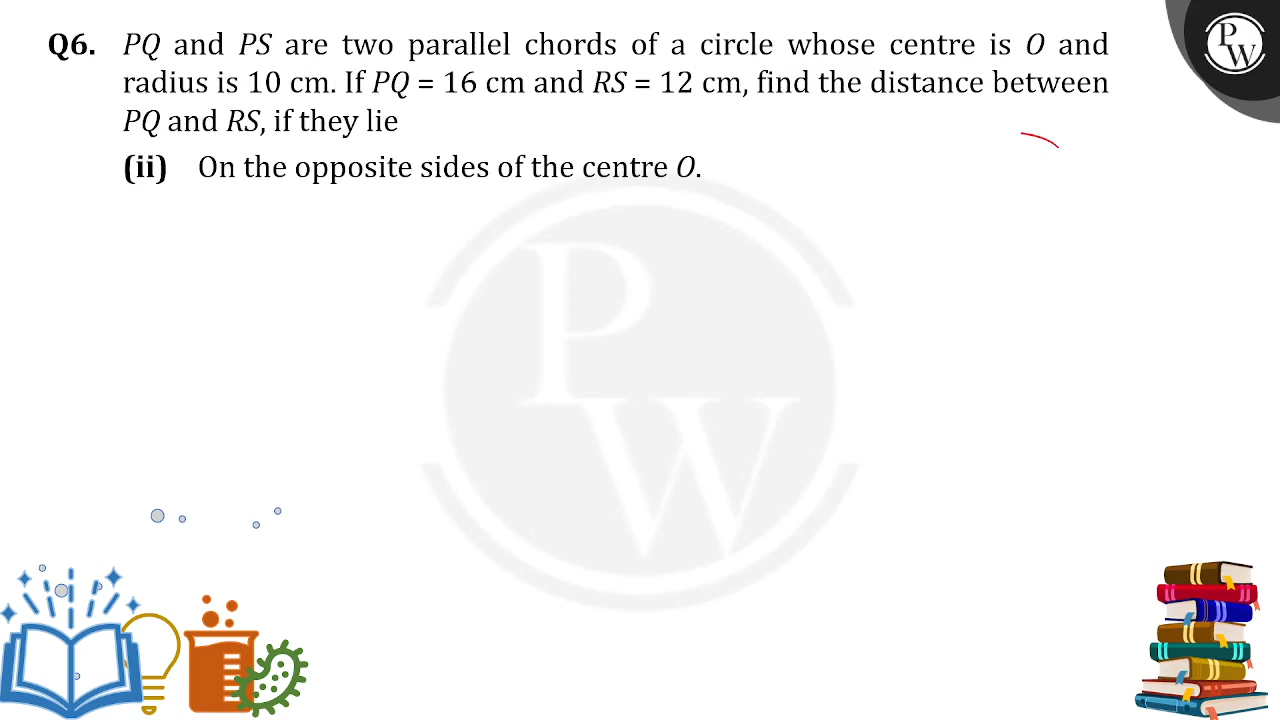 Q6. PQ and PS are two parallel chords of a circle whose centre is O and
radius is 10 cm. If PQ = 16 cm and RS = 12 cm, find the distance between
PQ and RS, if they lie
(ii) On the opposite sides of the centre O.
P
W
P
W